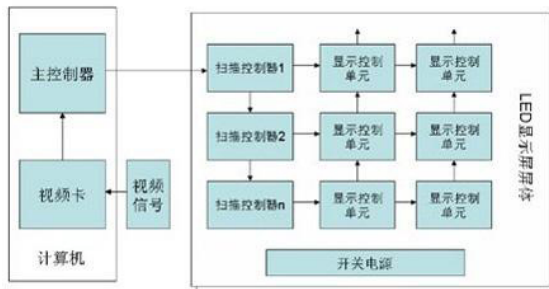 主控制器
视频卡
视频
信号
计算机
扫描控制器1
显示控制
单元
显示控制
单元
扫描控制器2
显示控制
单元
显示控制
单元
扫描控制器n
显示控制
单元
显示控制
单元
开关电源
LED显示屏屏体